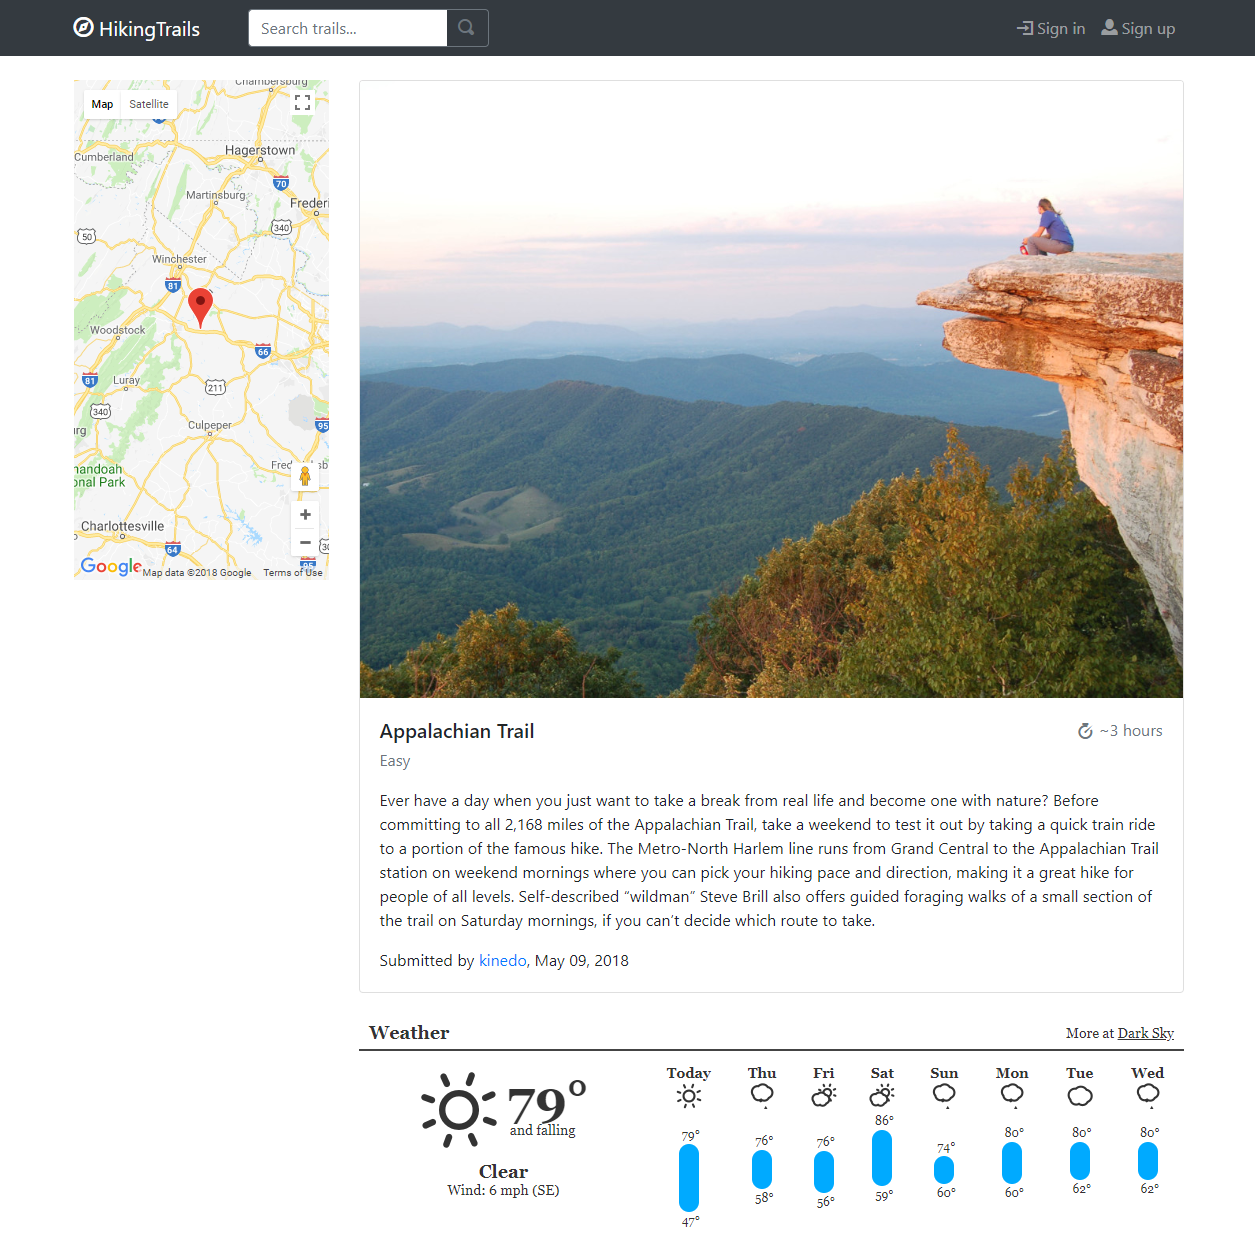 HikingTrails
Search trails...
Sign in
Sign up
Map
Satellite
Chambersburg
Cumberland
Hagerstown
70
Martinsburg
Frederi
340
50
Winchester
81
Woodstock
66
81
Luray
211
340
rg
Culpeper
95
nandoah
onal Park
Charlottesville
64
95
Google
Map data ©2018 Google
Terms of Use
Appalachian Trail
~3 hours
Easy
Ever have a day when you just want to take a break from real life and become one with nature? Before
committing to all 2,168 miles of the Appalachian Trail, take a weekend to test it out by taking a quick train ride
to a portion of the famous hike. The Metro-North Harlem line runs from Grand Central to the Appalachian Trail
station on weekend mornings where you can pick your hiking pace and direction, making it a great hike for
people of all levels. Self-described “wildman” Steve Brill also offers guided foraging walks of a small section of
the trail on Saturday mornings, if you can’t decide which route to take.
Submitted by kinedo, May 09, 2018
Weather
More at Dark Sky
79°
and falling
Clear
Wind: 6 mph (SE)
Today Thu Fri Sat Sun Mon Tue Wed
79° 76° 76° 86° 74° 80° 80° 80°
47° 58° 56° 59° 60° 60° 62° 62°